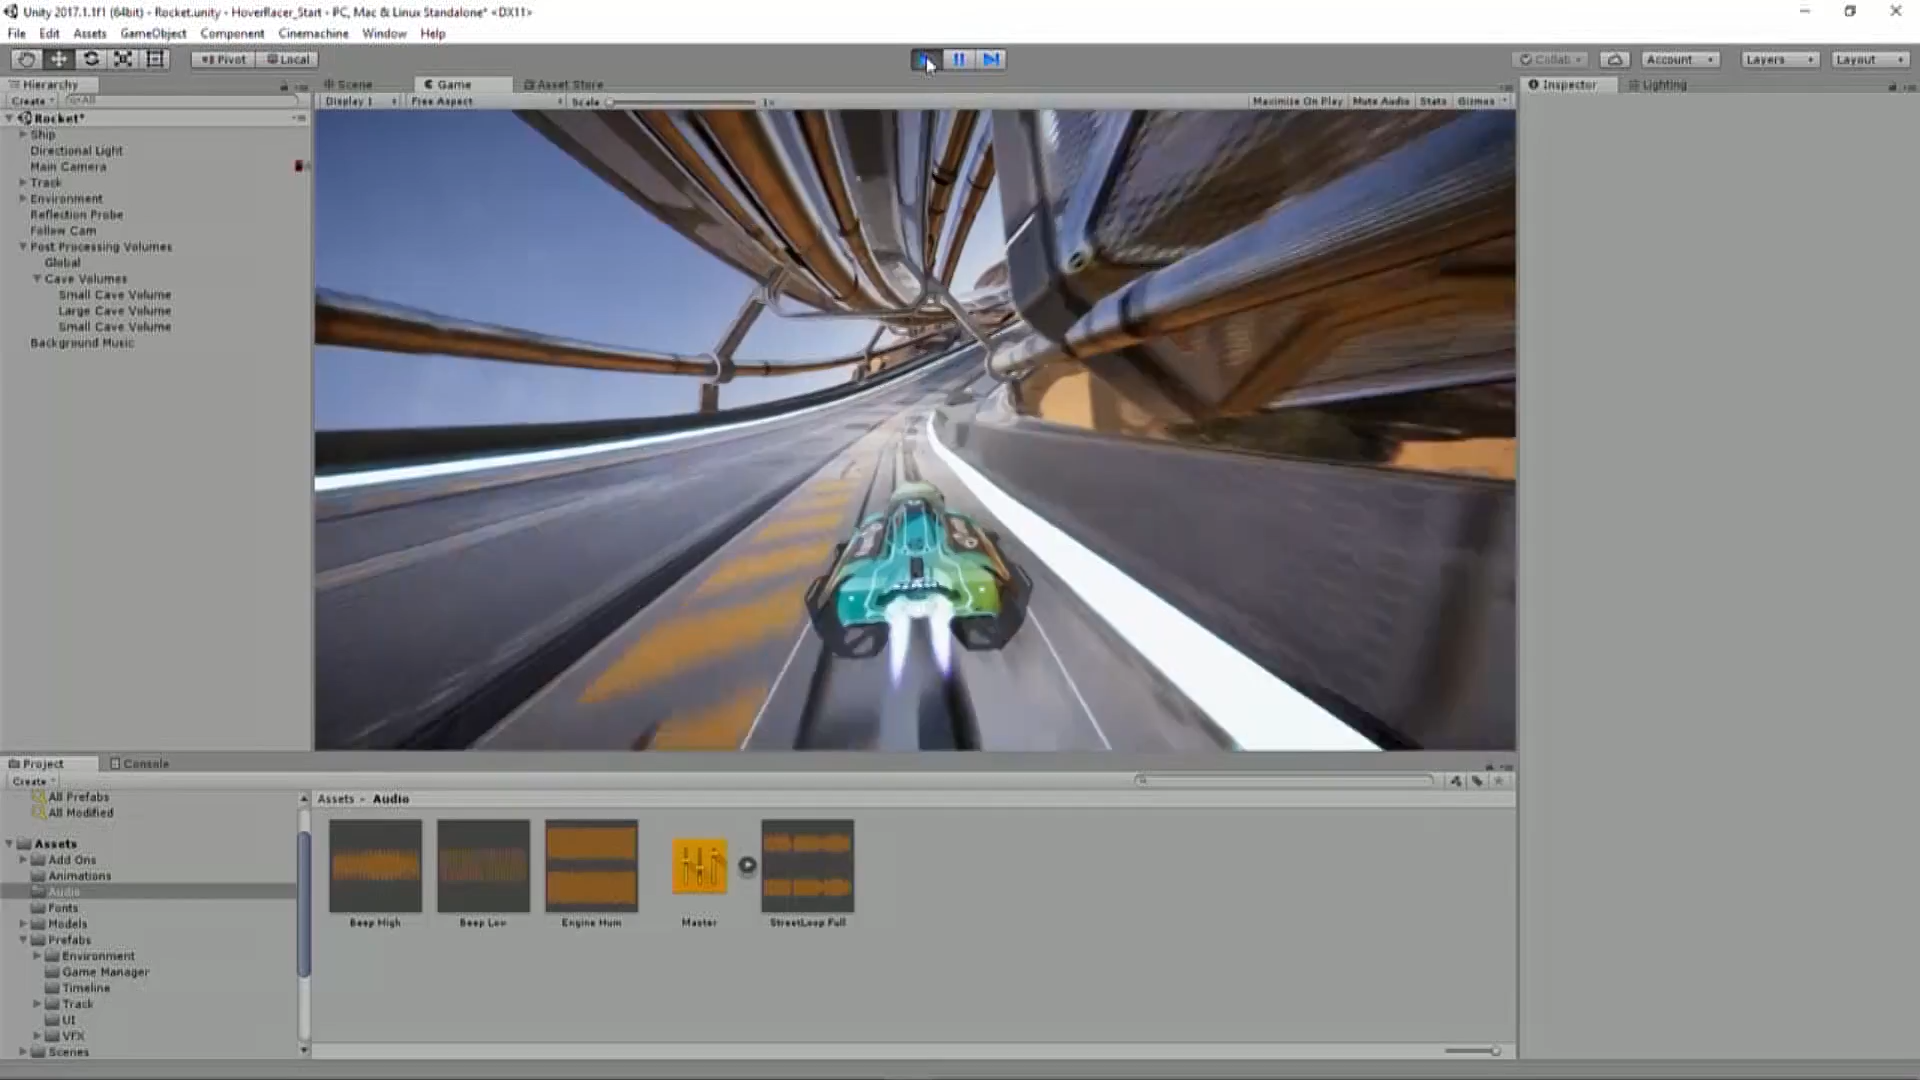 Unity 2017.1.1f1 (64bit) - Rocket.unity - HoverRacer_Start - PC, Mac & Linux Standalone* <DX11>
File Edit Assets GameObject Component Cinemachine Window Help
Pivot Local Collab Account Layers Layout
Hierarchy Scene Game Asset Store Inspector Lighting
Create All Display 1 Free Aspect Scale 1x Maximize On Play Mute Audio Stats Gizmos
Rocket*
Ship
Directional Light
Main Camera
Track
Environment
Reflection Probe
Follow Cam
Post Processing Volumes
Global
Cave Volumes
Small Cave Volume
Large Cave Volume
Small Cave Volume
Background Music
Project Console
Create
All Prefabs
All Modified
Assets
Add Ons
Animations
Audio
Fonts
Models
Prefabs
Environment
Game Manager
Timeline
Track
UI
VFX
Scenes
Assets Audio
Beep High Beep Low Engine Hum Master StreetLoop Full